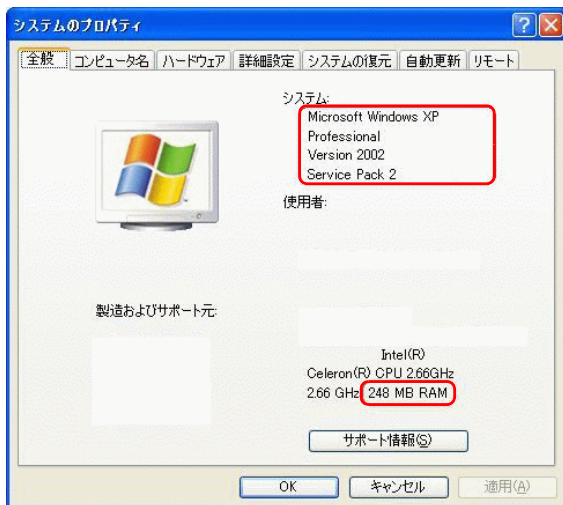 システムのプロパティ
全般 コンピュータ名 ハードウェア 詳細設定 システムの復元 自動更新 リモート
システム:
Microsoft Windows XP
Professional
Version 2002
Service Pack 2
使用者:
製造およびサポート元:
Intel(R)
Celeron(R) CPU 2.66GHz
2.66 GHz, 248 MB RAM
サポート情報(S)
OK キャンセル 適用(A)